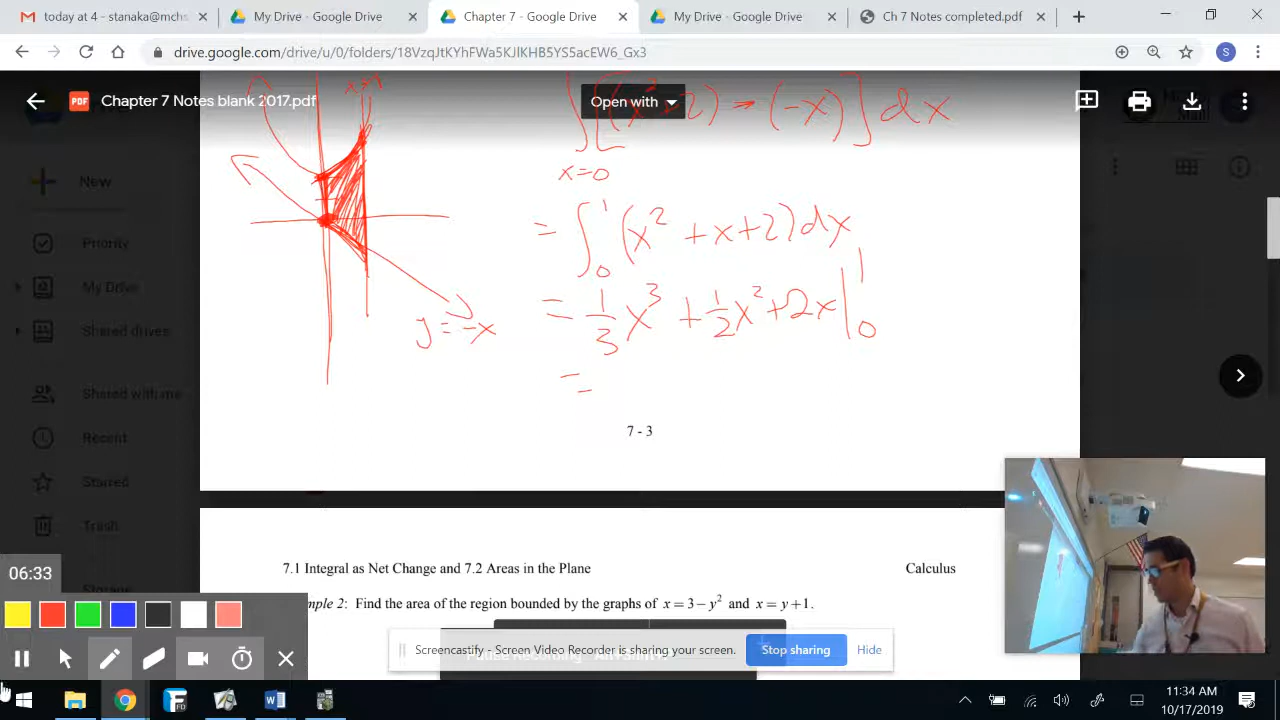 today at 4 - stanaka@mchs
My Drive - Google Drive
Chapter 7 - Google Drive
My Drive - Google Drive
Ch 7 Notes completed.pdf
drive.google.com/drive/u/0/folders/18VzqJtKYhFWa5KJlKHB5YS5acEW6_Gx3
S
PDF
Chapter 7 Notes blank 2017.pdf
Open with
∫[(x²+2) - (-x)]dx
x=0
New
Priority
My Drive
Shared drives
Shared with me
Recent
Starred
Trash
= ∫₀¹ (x² + x + 2)dx
= 1/3 x³ + 1/2 x² + 2x |₀¹
y = -x
=
7 - 3
7.1 Integral as Net Change and 7.2 Areas in the Plane
Calculus
mple 2: Find the area of the region bounded by the graphs of x = 3 – y² and x = y + 1.
06:33
Screencastify - Screen Video Recorder is sharing your screen.
Stop sharing
Hide
11:34 AM
10/17/2019